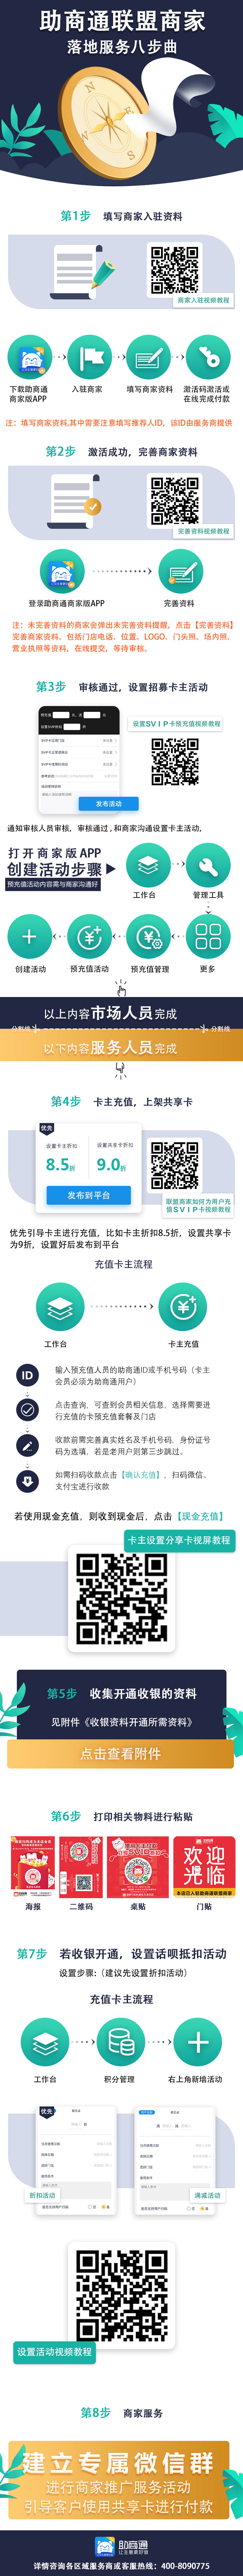 助商通联盟商家
落地服务八步曲
N
E
S
W
第1步 填写商家入驻资料
商家入驻视频教程
下载助商通
商家版APP
入驻商家
填写商家资料
激活码激活或
在线完成付款
注：填写商家资料,其中需要注意填写推荐人ID，该ID由服务商提供
第2步 激活成功，完善商家资料
完善资料视频教程
登录助商通商家版APP
完善资料
注：未完善资料的商家会弹出未完善资料提醒，点击【完善资料】
完善商家资料，包括门店电话、位置、LOGO、门头照、场内照、
营业执照等资料，在线提交，等待审核。
第3步 审核通过，设置招募卡主活动
设置SVIP卡预充值视频教程
发布活动
通知审核人员审核，审核通过,和商家沟通设置卡主活动,
打开商家版APP
创建活动步骤
预充值活动内容需与商家沟通好
工作台
管理工具
创建活动
预充值活动
预充值管理
更多
以上内容市场人员完成
分割线
分割线
以下内容服务人员完成
第4步 卡主充值，上架共享卡
优先
设置卡主折扣
8.5折
设置共享卡折扣
9.0折
发布到平台
联盟商家如何为用户充
值SVIP卡视频教程
优先引导卡主进行充值，比如卡主折扣8.5折，设置共享卡
为9折，设置好后发布到平台
充值卡主流程
工作台
卡主充值
ID
输入预充值人员的助商通ID或手机号码（卡主
会员必须为助商通用户）
点击查询，可查到会员相关信息，选择需要进
行充值的卡预充值套餐及门店
收款前需完善真实姓名及手机号码，身份证号
码为选填，若是老用户则第三步跳过。
如需扫码收款点击【确认充值】，扫码微信、
支付宝进行收款
若使用现金充值，则收到现金后，点击【现金充值】
卡主设置分享卡视屏教程
第5步 收集开通收银的资料
见附件《收银资料开通所需资料》
点击查看附件
第6步 打印相关物料进行粘贴
欢迎
光临
本店已入驻助商通联盟商家
海报
二维码
桌贴
门贴
第7步 若收银开通，设置话呗抵扣活动
设置步骤:（建议先设置折扣活动）
充值卡主流程
工作台
积分管理
右上角新增活动
优先
折扣活动
满减活动
设置活动视频教程
第8步 商家服务
建立专属微信群
进行商家推广服务活动
引导客户使用共享卡进行付款
助商通
让生意更好做
详情咨询各区域服务商或客服热线：400-8090775